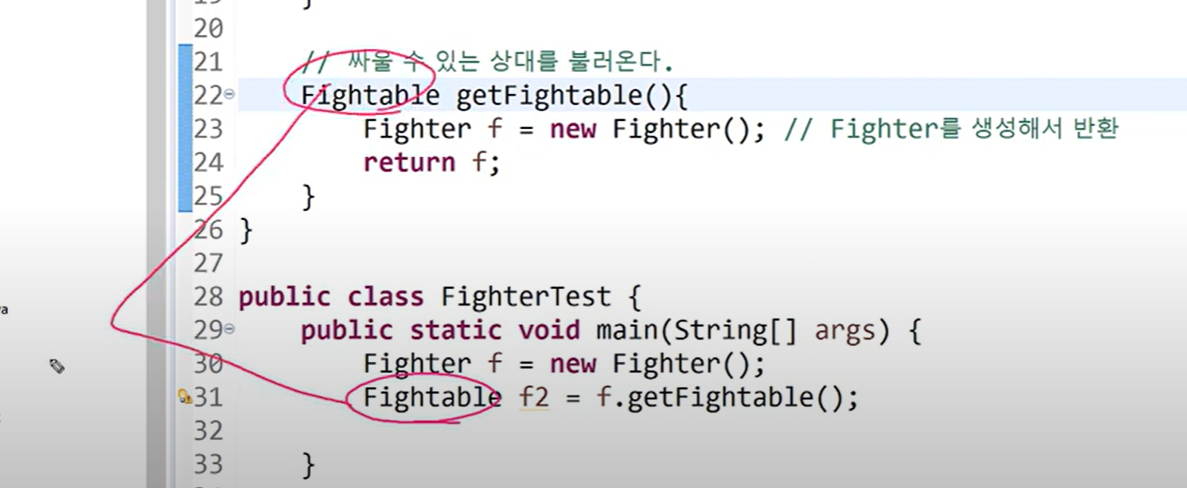 20
21 // 싸울 수 있는 상대를 불러온다.
22 Fightable getFightable(){
23 Fighter f = new Fighter(); // Fighter를 생성해서 반환
24 return f;
25 }
26 }
27
28 public class FighterTest {
29 public static void main(String[] args) {
30 Fighter f = new Fighter();
31 Fightable f2 = f.getFightable();
32
33 }